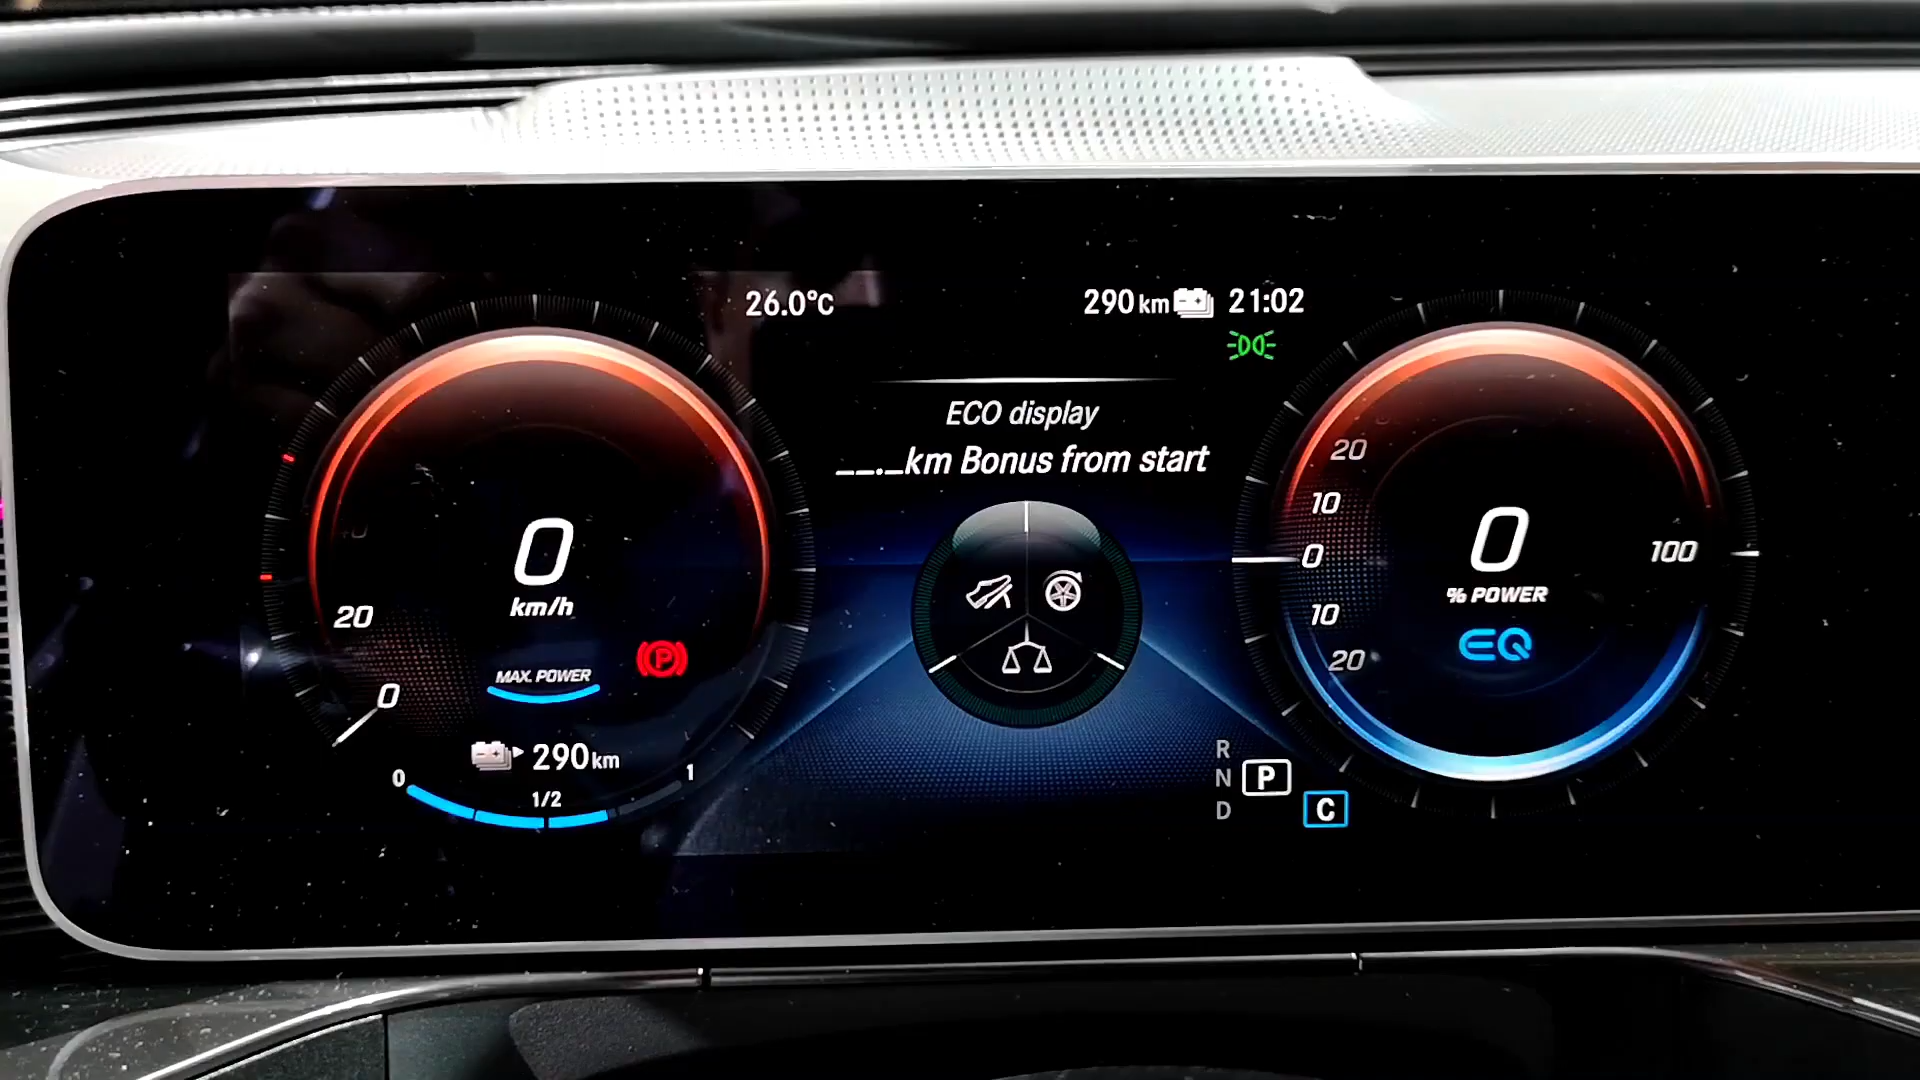 26.0°C
290 km 21:02
ECO display
__._km Bonus from start
20
0
0
km/h
MAX. POWER
P
290 km
0
1/2
1
20
10
0
10
20
100
0
% POWER
EQ
R
N
D
P
C